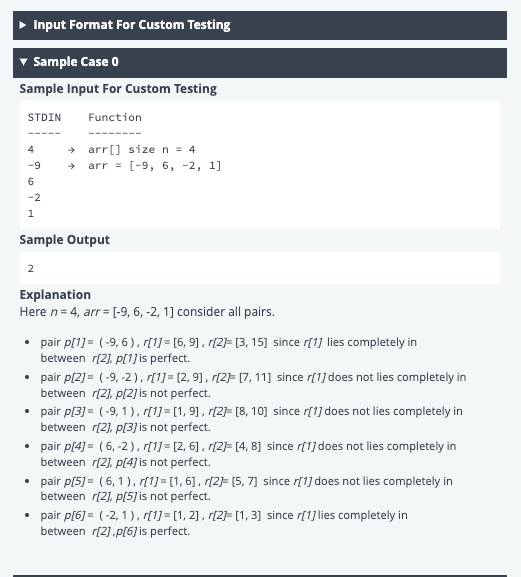 Input Format For Custom Testing
Sample Case 0
Sample Input For Custom Testing
STDIN Function
----- --------
4 → arr[] size n = 4
-9 → arr = [-9, 6, -2, 1]
6
-2
1
Sample Output
2
Explanation
Here n = 4, arr = [-9, 6, -2, 1] consider all pairs.
• pair p[1] = (-9, 6), r[1] = [6, 9], r[2]= [3, 15] since r[1] lies completely in
between r[2], p[1] is perfect.
• pair p[2] = (-9, -2), r[1] = [2, 9], r[2]= [7, 11] since r[1] does not lies completely in
between r[2], p[2] is not perfect.
• pair p[3] = (-9, 1), r[1] = [1, 9], r[2]= [8, 10] since r[1] does not lies completely in
between r[2], p[3] is not perfect.
• pair p[4] = (6, -2), r[1] = [2, 6], r[2]= [4, 8] since r[1] does not lies completely in
between r[2], p[4] is not perfect.
• pair p[5] = (6, 1), r[1] = [1, 6], r[2]= [5, 7] since r[1] does not lies completely in
between r[2], p[5] is not perfect.
• pair p[6] = (-2, 1), r[1] = [1, 2], r[2]= [1, 3] since r[1] lies completely in
between r[2],p[6] is perfect.